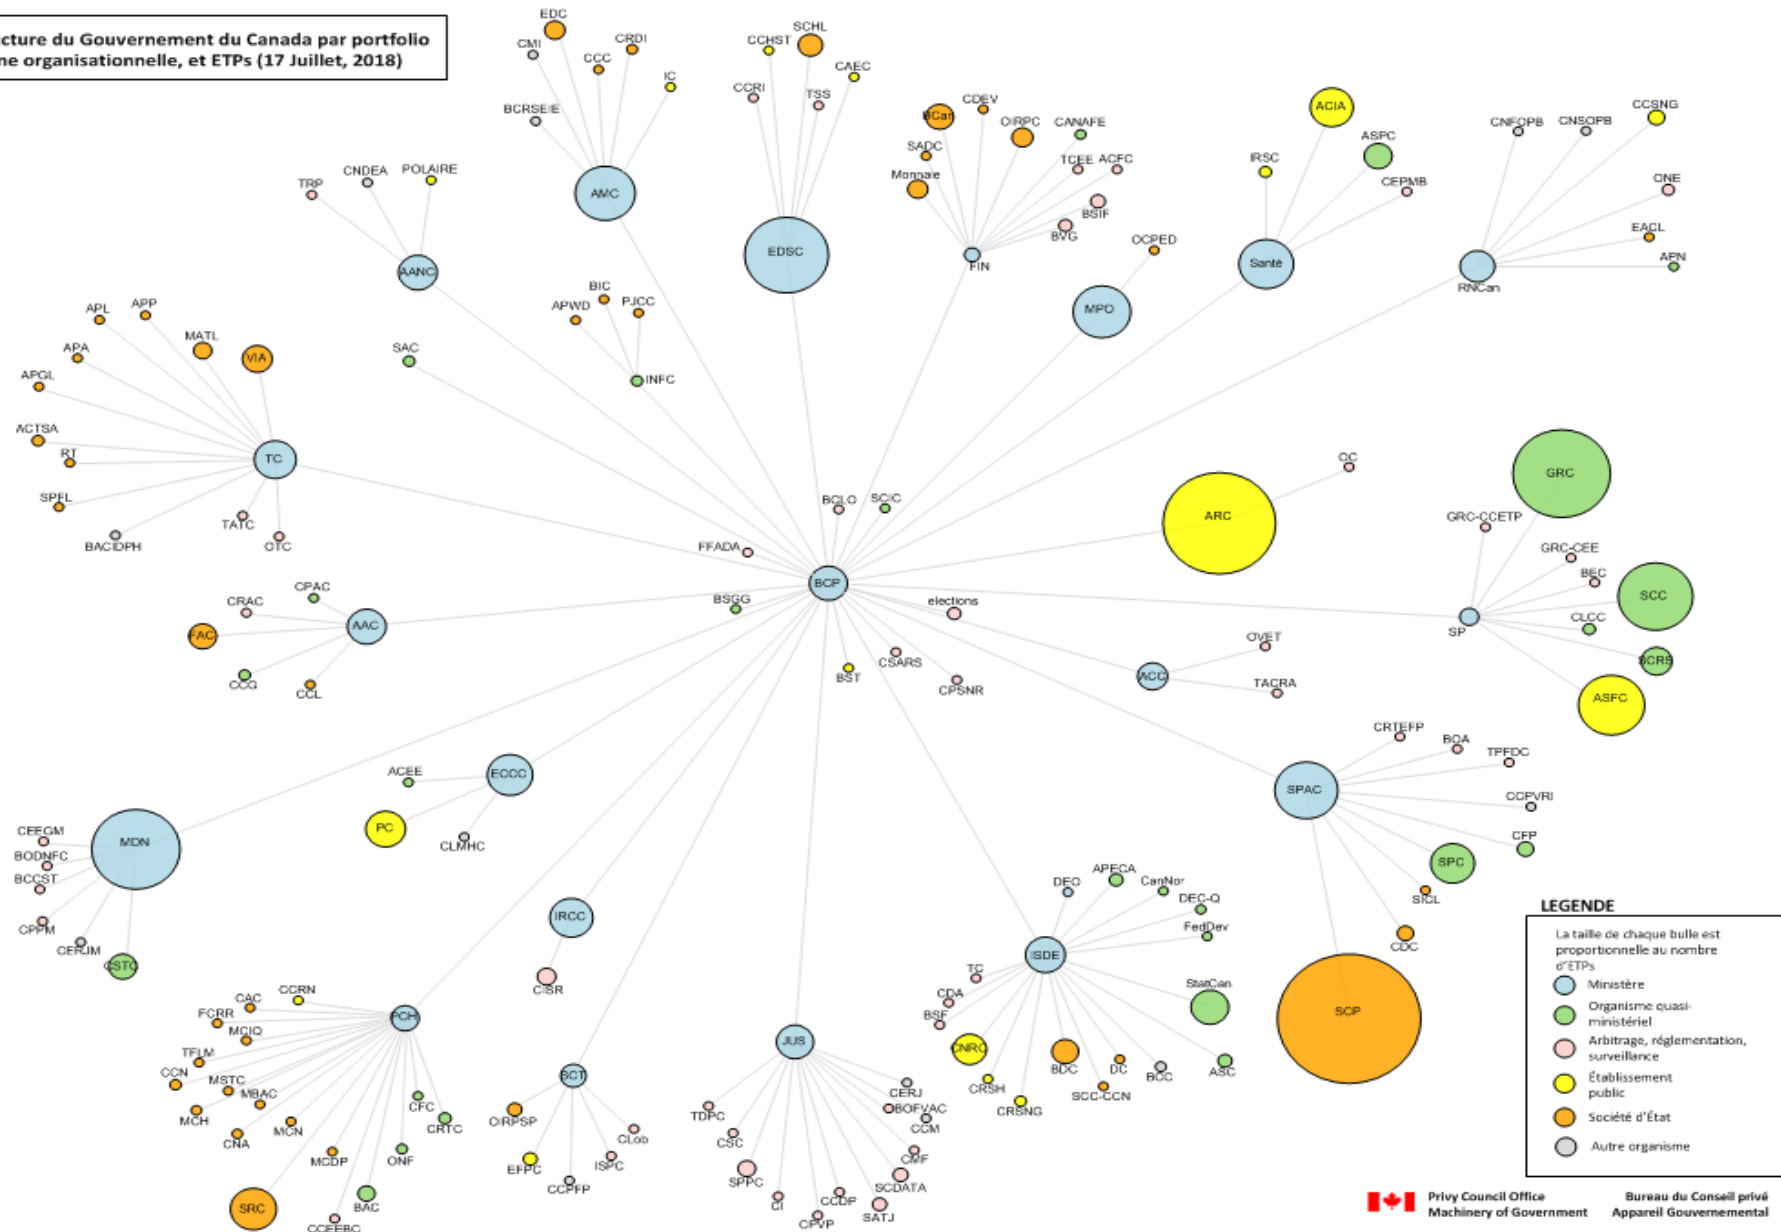 cture du Gouvernement du Canada par portfolio
ne organisationnelle, et ETPs (17 Juillet, 2018)
EDC
CMI
CCC
CRDI
IC
BCRSEIE
AMC
CCHST
SCHL
CAEC
CCRI
TSS
EDSC
BCan
CDEV
OIRPC
CANAFE
SADC
TCEE
ACFC
Monnaie
BSIF
BVG
FIN
OCPED
MPO
ACIA
ASPC
IRSC
CEPMB
Santé
CNFOPB
CNSOPB
CCSNG
ONE
EACL
APN
RNCan
TRP
CNDEA
POLAIRE
AANC
BIC
APWD
PJCC
INFC
SAC
APL
APP
MATL
VIA
APA
APGL
ACTSA
RT
SPFL
BACIDPH
TATC
OTC
TC
BCLO
SCIC
FFADA
BCP
BSGG
elections
BST
CSARS
CPSNR
OC
ARC
GRC
GRC-CCETP
GRC-CEE
BEC
SCC
CLCC
SP
SCRS
ASFC
CPAC
CRAC
FAC
AAC
CCG
CCL
OVET
ACC
TACRA
CRTEFP
BOA
TPFDC
SPAC
CCPVRI
CFP
SPC
SICL
CDC
SCP
ACEE
ECCC
PC
CLMHC
CEEGM
MDN
BODNFC
BCCST
CPPM
CERJM
CSTC
IRCC
CISR
DEO
APECA
CanNor
DEC-Q
FedDev
ISDE
TC
CDA
BSF
StatCan
CNRC
CRSH
CRSNG
BDC
SCC-CCN
DC
BCC
ASC
CCRN
CAC
FCRR
PCH
MCIQ
TFLM
CCN
MSTC
MBAC
MCH
CNA
MCN
MCDP
CFC
CRTC
ONF
BAC
SRC
CCEEBC
BCT
OIRPSP
EFPC
CCPFP
ISPC
CLob
JUS
TDPC
CSC
SPPC
CI
CPVP
CCDP
SATJ
SCDATA
CMF
CCM
BOFVAC
CERJ
LEGENDE
La taille de chaque bulle est
proportionnelle au nombre
d'ETPs
Ministère
Organisme quasi-
ministériel
Arbitrage, réglementation,
surveillance
Établissement
public
Société d'État
Autre organisme
Privy Council Office
Machinery of Government
Bureau du Conseil privé
Appareil Gouvernemental